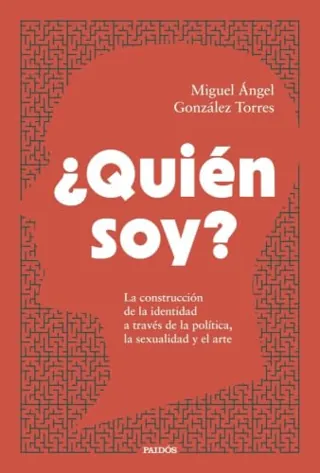 Miguel Ángel
González Torres
¿Quién
soy?
La construcción
de la identidad
a través de la política,
la sexualidad y el arte
PAIDÓS